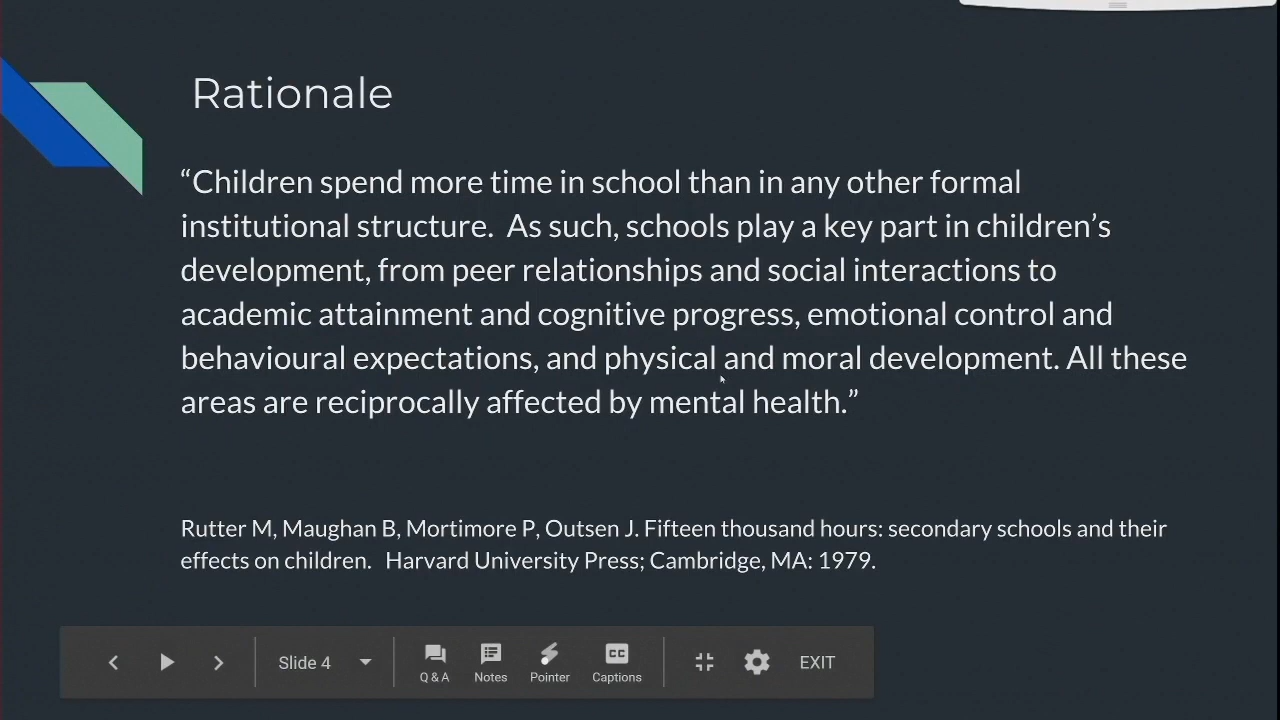 Rationale
“Children spend more time in school than in any other formal
institutional structure.  As such, schools play a key part in children’s
development, from peer relationships and social interactions to
academic attainment and cognitive progress, emotional control and
behavioural expectations, and physical and moral development. All these
areas are reciprocally affected by mental health.”
Rutter M, Maughan B, Mortimore P, Outsen J. Fifteen thousand hours: secondary schools and their
effects on children.  Harvard University Press; Cambridge, MA: 1979.
Slide 4 Q & A Notes Pointer Captions EXIT